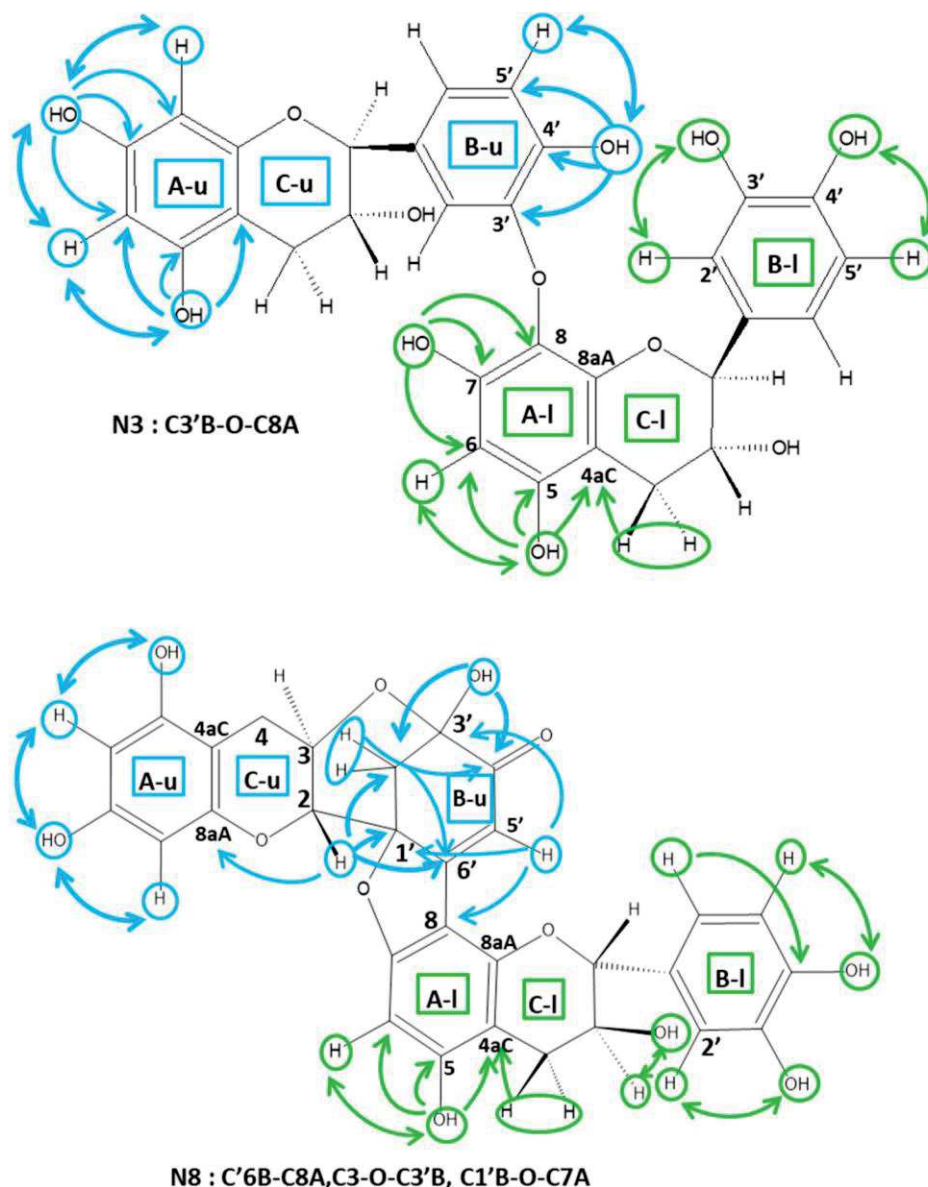 H H H
HO O H 5'
A-u C-u B-u 4' OH
H OH 3' HO OH
OH H H H H 3' 4'
O H 2' B-l 5' H
HO 8 8aA O
7 A-l C-l H H
N3 : C3'B-O-C8A
6 OH
H 5 4aC H
OH H H
OH H O OH
H 4aC 4 3 H 3' O
A-u C-u H B-u
HO 8aA O 2 H 1' 5' H H H
H O 6'
8 8aA O H
A-l C-l B-l OH
H 4aC OH 2'
5 H H H H OH
OH
N8 : C'6B-C8A,C3-O-C3'B, C1'B-O-C7A